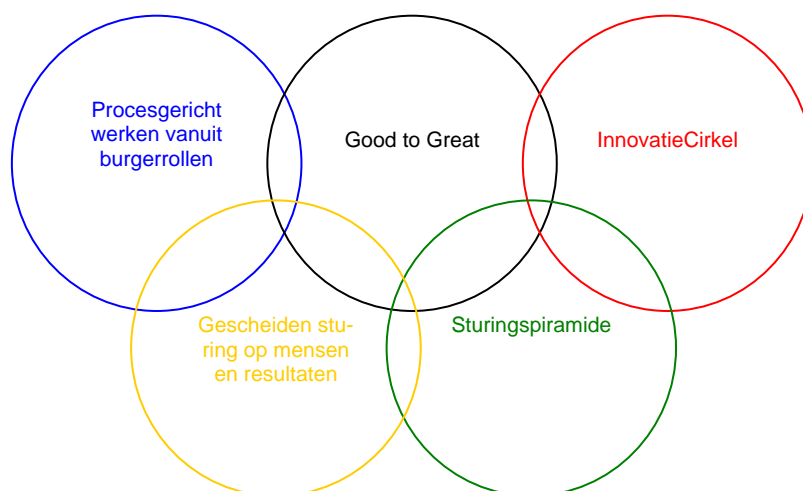 Procesgericht
werken vanuit
burgerrollen
Good to Great
InnovatieCirkel
Gescheiden stu-
ring op mensen
en resultaten
Sturingspiramide